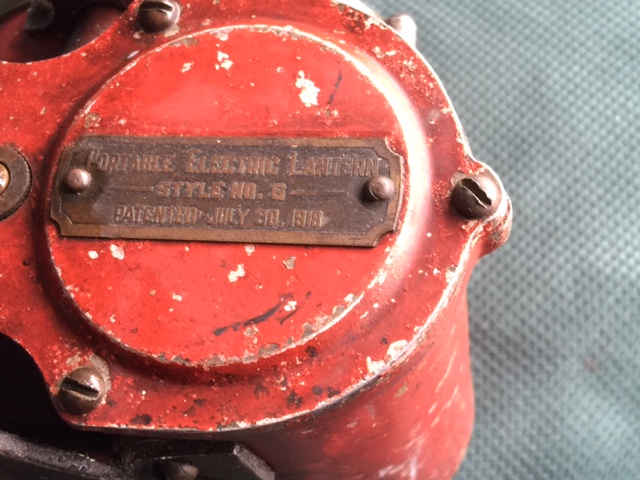 PORTABLE ELECTRIC LANTERN
STYLE NO. 6
PATENTED JULY 30, 1918